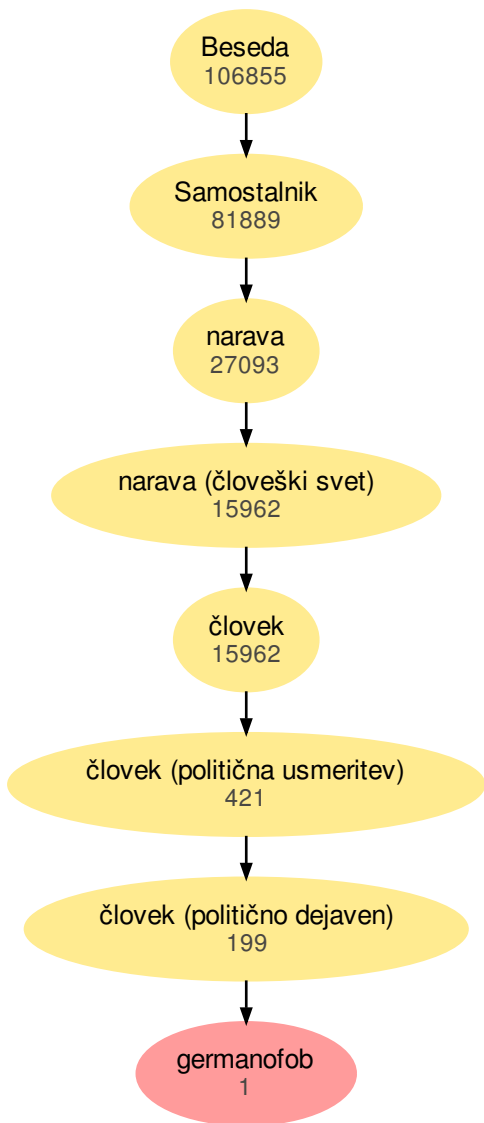 Beseda
106855
Samostalnik
81889
narava
27093
narava (človeški svet)
15962
človek
15962
človek (politična usmeritev)
421
človek (politično dejaven)
199
germanofob
1